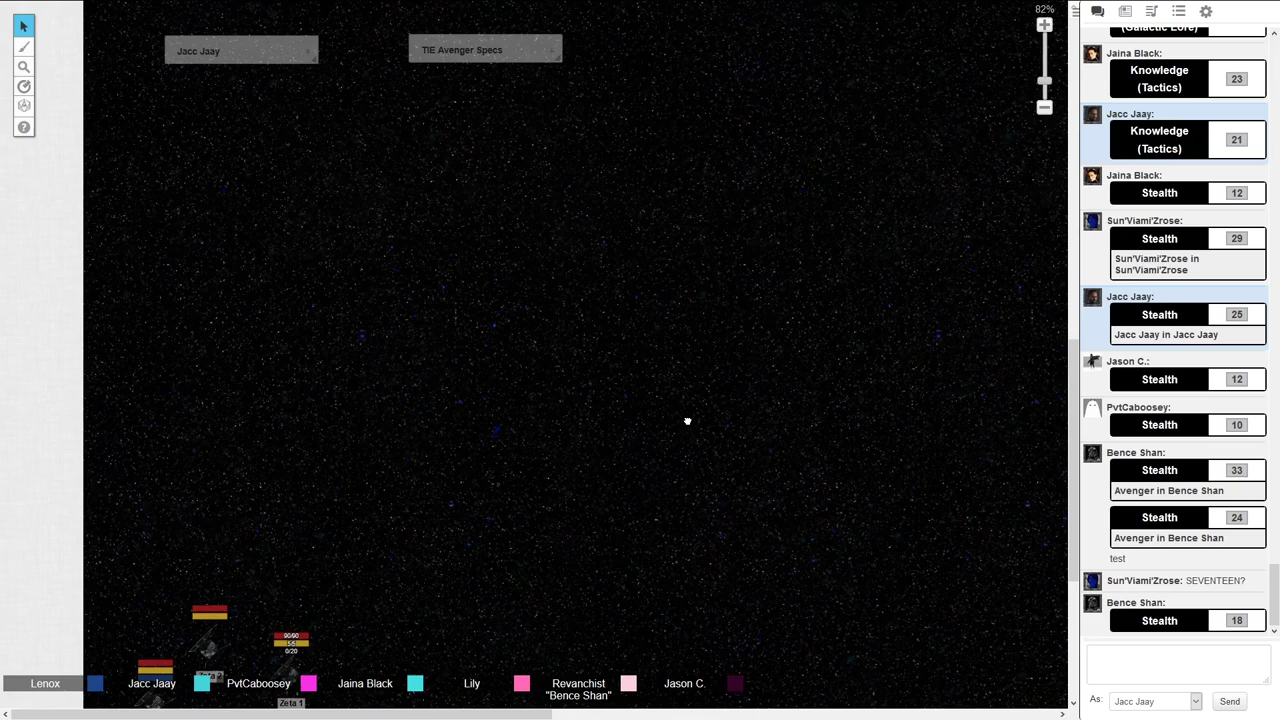 82%
Jacc Jaay
TIE Avenger Specs
(Galactic Lore)
Jaina Black:
Knowledge
(Tactics)
23
Jacc Jaay:
Knowledge
(Tactics)
21
Jaina Black:
Stealth
12
Sun'Viami'Zrose:
Stealth
29
Sun'Viami'Zrose in
Sun'Viami'Zrose
Jacc Jaay:
Stealth
25
Jacc Jaay in Jacc Jaay
Jason C.:
Stealth
12
PvtCaboosey:
Stealth
10
Bence Shan:
Stealth
33
Avenger in Bence Shan
Stealth
24
Avenger in Bence Shan
test
Sun'Viami'Zrose: SEVENTEEN?
Bence Shan:
Stealth
18
90/90
0/20
Zeta 1
Lenox
Jacc Jaay
PvtCaboosey
Jaina Black
Lily
Revanchist
"Bence Shan"
Jason C.
As:
Jacc Jaay
Send